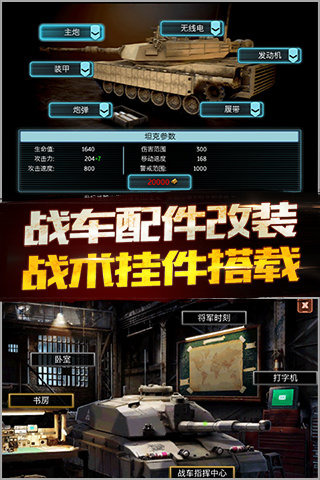 主炮
无线电
发动机
装甲
炮弹
履带
坦克参数
生命值: 1640 伤害范围 300
攻击力: 204+7 移动速度 168
攻击速度: 800 警戒范围: 1000
20000
战车配件改装
战术挂件搭载
将军时刻
卧室
打字机
书房
战车指挥中心